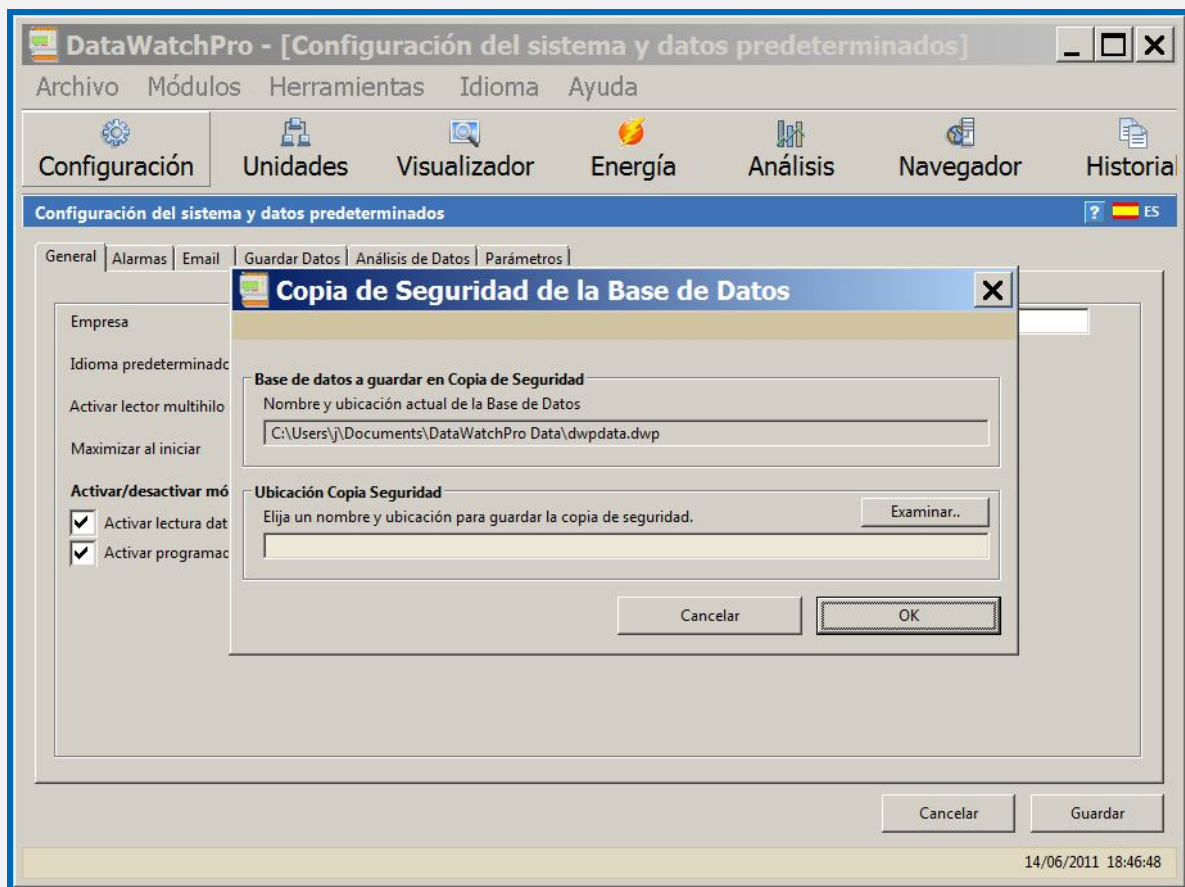 DataWatchPro - [Configuración del sistema y datos predeterminados]
Archivo Módulos Herramientas Idioma Ayuda
Configuración Unidades Visualizador Energía Análisis Navegador Historial
Configuración del sistema y datos predeterminados ? ES
General Alarmas Email Guardar Datos Análisis de Datos Parámetros
Copia de Seguridad de la Base de Datos
Empresa
Idioma predeterminado
Activar lector multihilo
Maximizar al iniciar
Activar/desactivar mó
Activar lectura dat
Activar programac
Base de datos a guardar en Copia de Seguridad
Nombre y ubicación actual de la Base de Datos
C:\Users\j\Documents\DataWatchPro Data\dwpdata.dwp
Ubicación Copia Seguridad
Elija un nombre y ubicación para guardar la copia de seguridad. Examinar..
Cancelar OK
Cancelar Guardar
14/06/2011 18:46:48